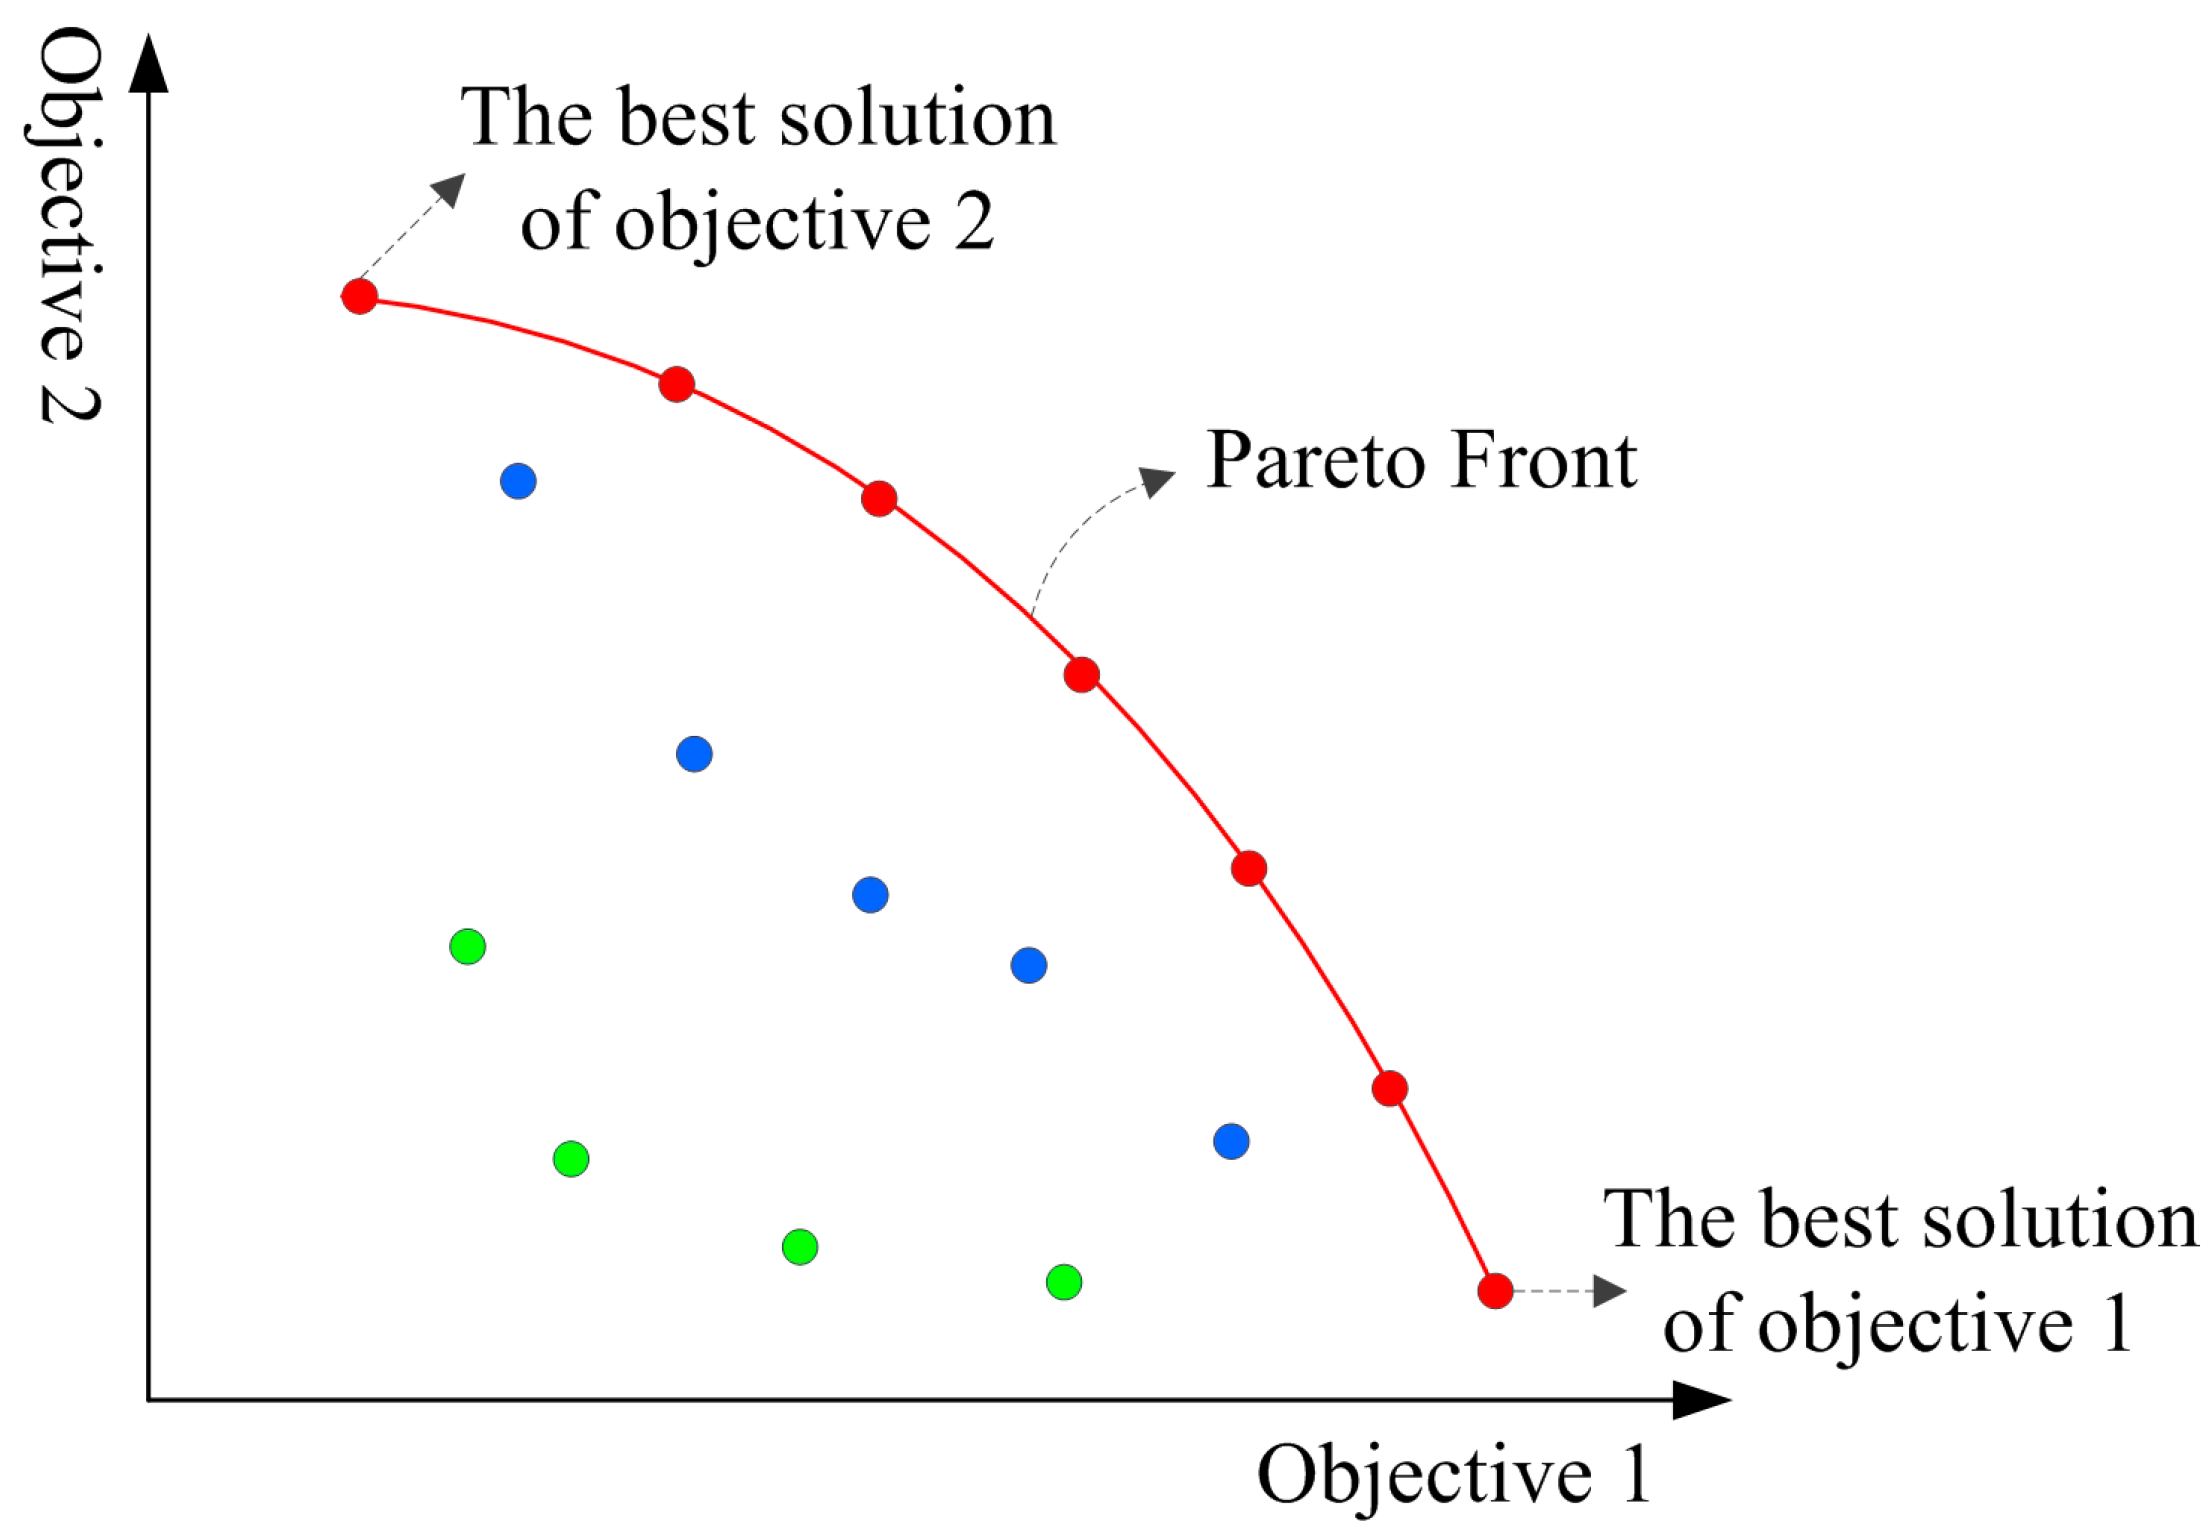 Objective 2
The best solution
of objective 2
Pareto Front
The best solution
of objective 1
Objective 1